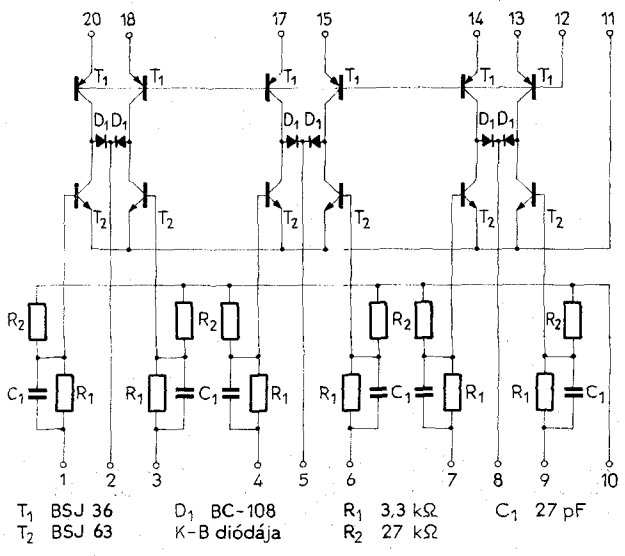 20 18 17 15 14 13 12 11
T₁ T₁ T₁ T₁ T₁ T₁
D₁ D₁ D₁ D₁ D₁ D₁
T₂ T₂ T₂ T₂ T₂ T₂
R₂ R₂ R₂ R₂
C₁ R₁ R₁ C₁ R₁ R₁ C₁ R₁ R₁ C₁
1 2 3 4 5 6 7 8 9 10
T₁ BSJ 36 D₁ BC-108 R₁ 3,3 kΩ C₁ 27 pF
T₂ BSJ 63 K-B diódája R₂ 27 kΩ